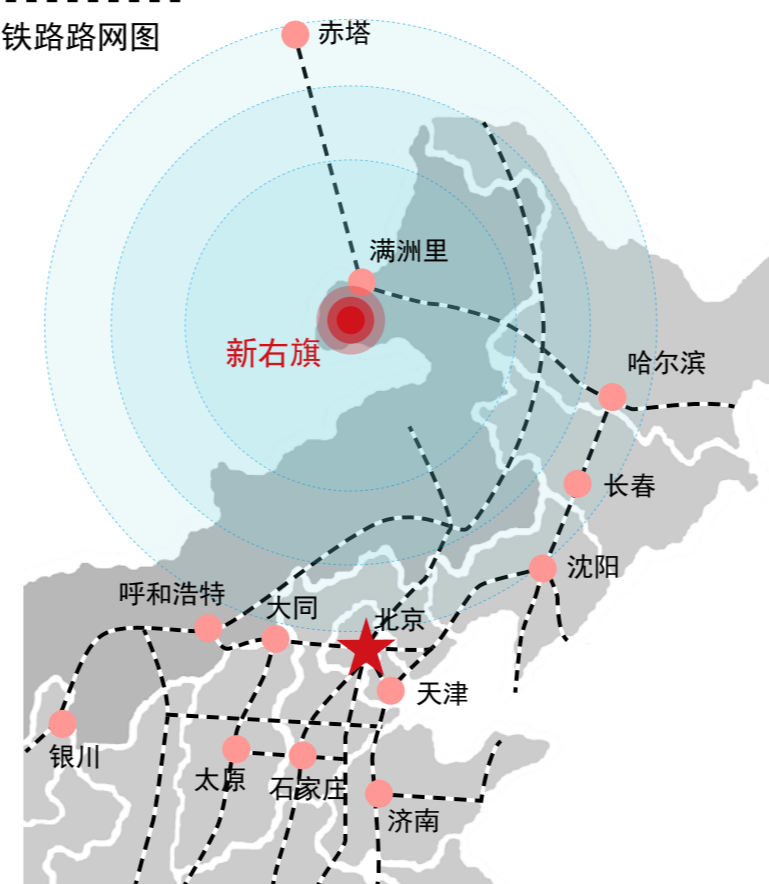 铁路路网图
赤塔
满洲里
新右旗
哈尔滨
长春
沈阳
呼和浩特
大同
北京
天津
银川
太原
石家庄
济南